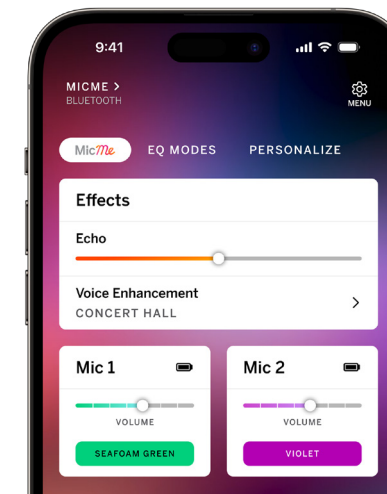 9:41
MICME >
BLUETOOTH
MENU
MicMe
EQ MODES
PERSONALIZE
Effects
Echo
Voice Enhancement
CONCERT HALL
Mic 1
VOLUME
SEAFOAM GREEN
Mic 2
VOLUME
VIOLET